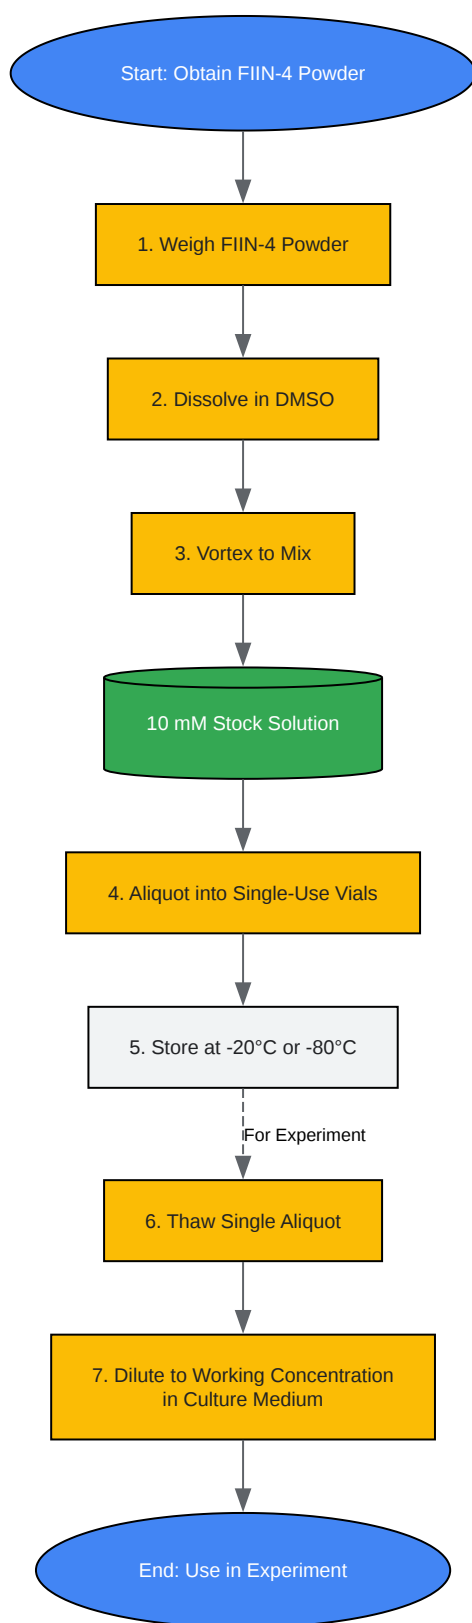 Start: Obtain FIIN-4 Powder
1. Weigh FIIN-4 Powder
2. Dissolve in DMSO
3. Vortex to Mix
10 mM Stock Solution
4. Aliquot into Single-Use Vials
5. Store at -20°C or -80°C
For Experiment
6. Thaw Single Aliquot
7. Dilute to Working Concentration
in Culture Medium
End: Use in Experiment